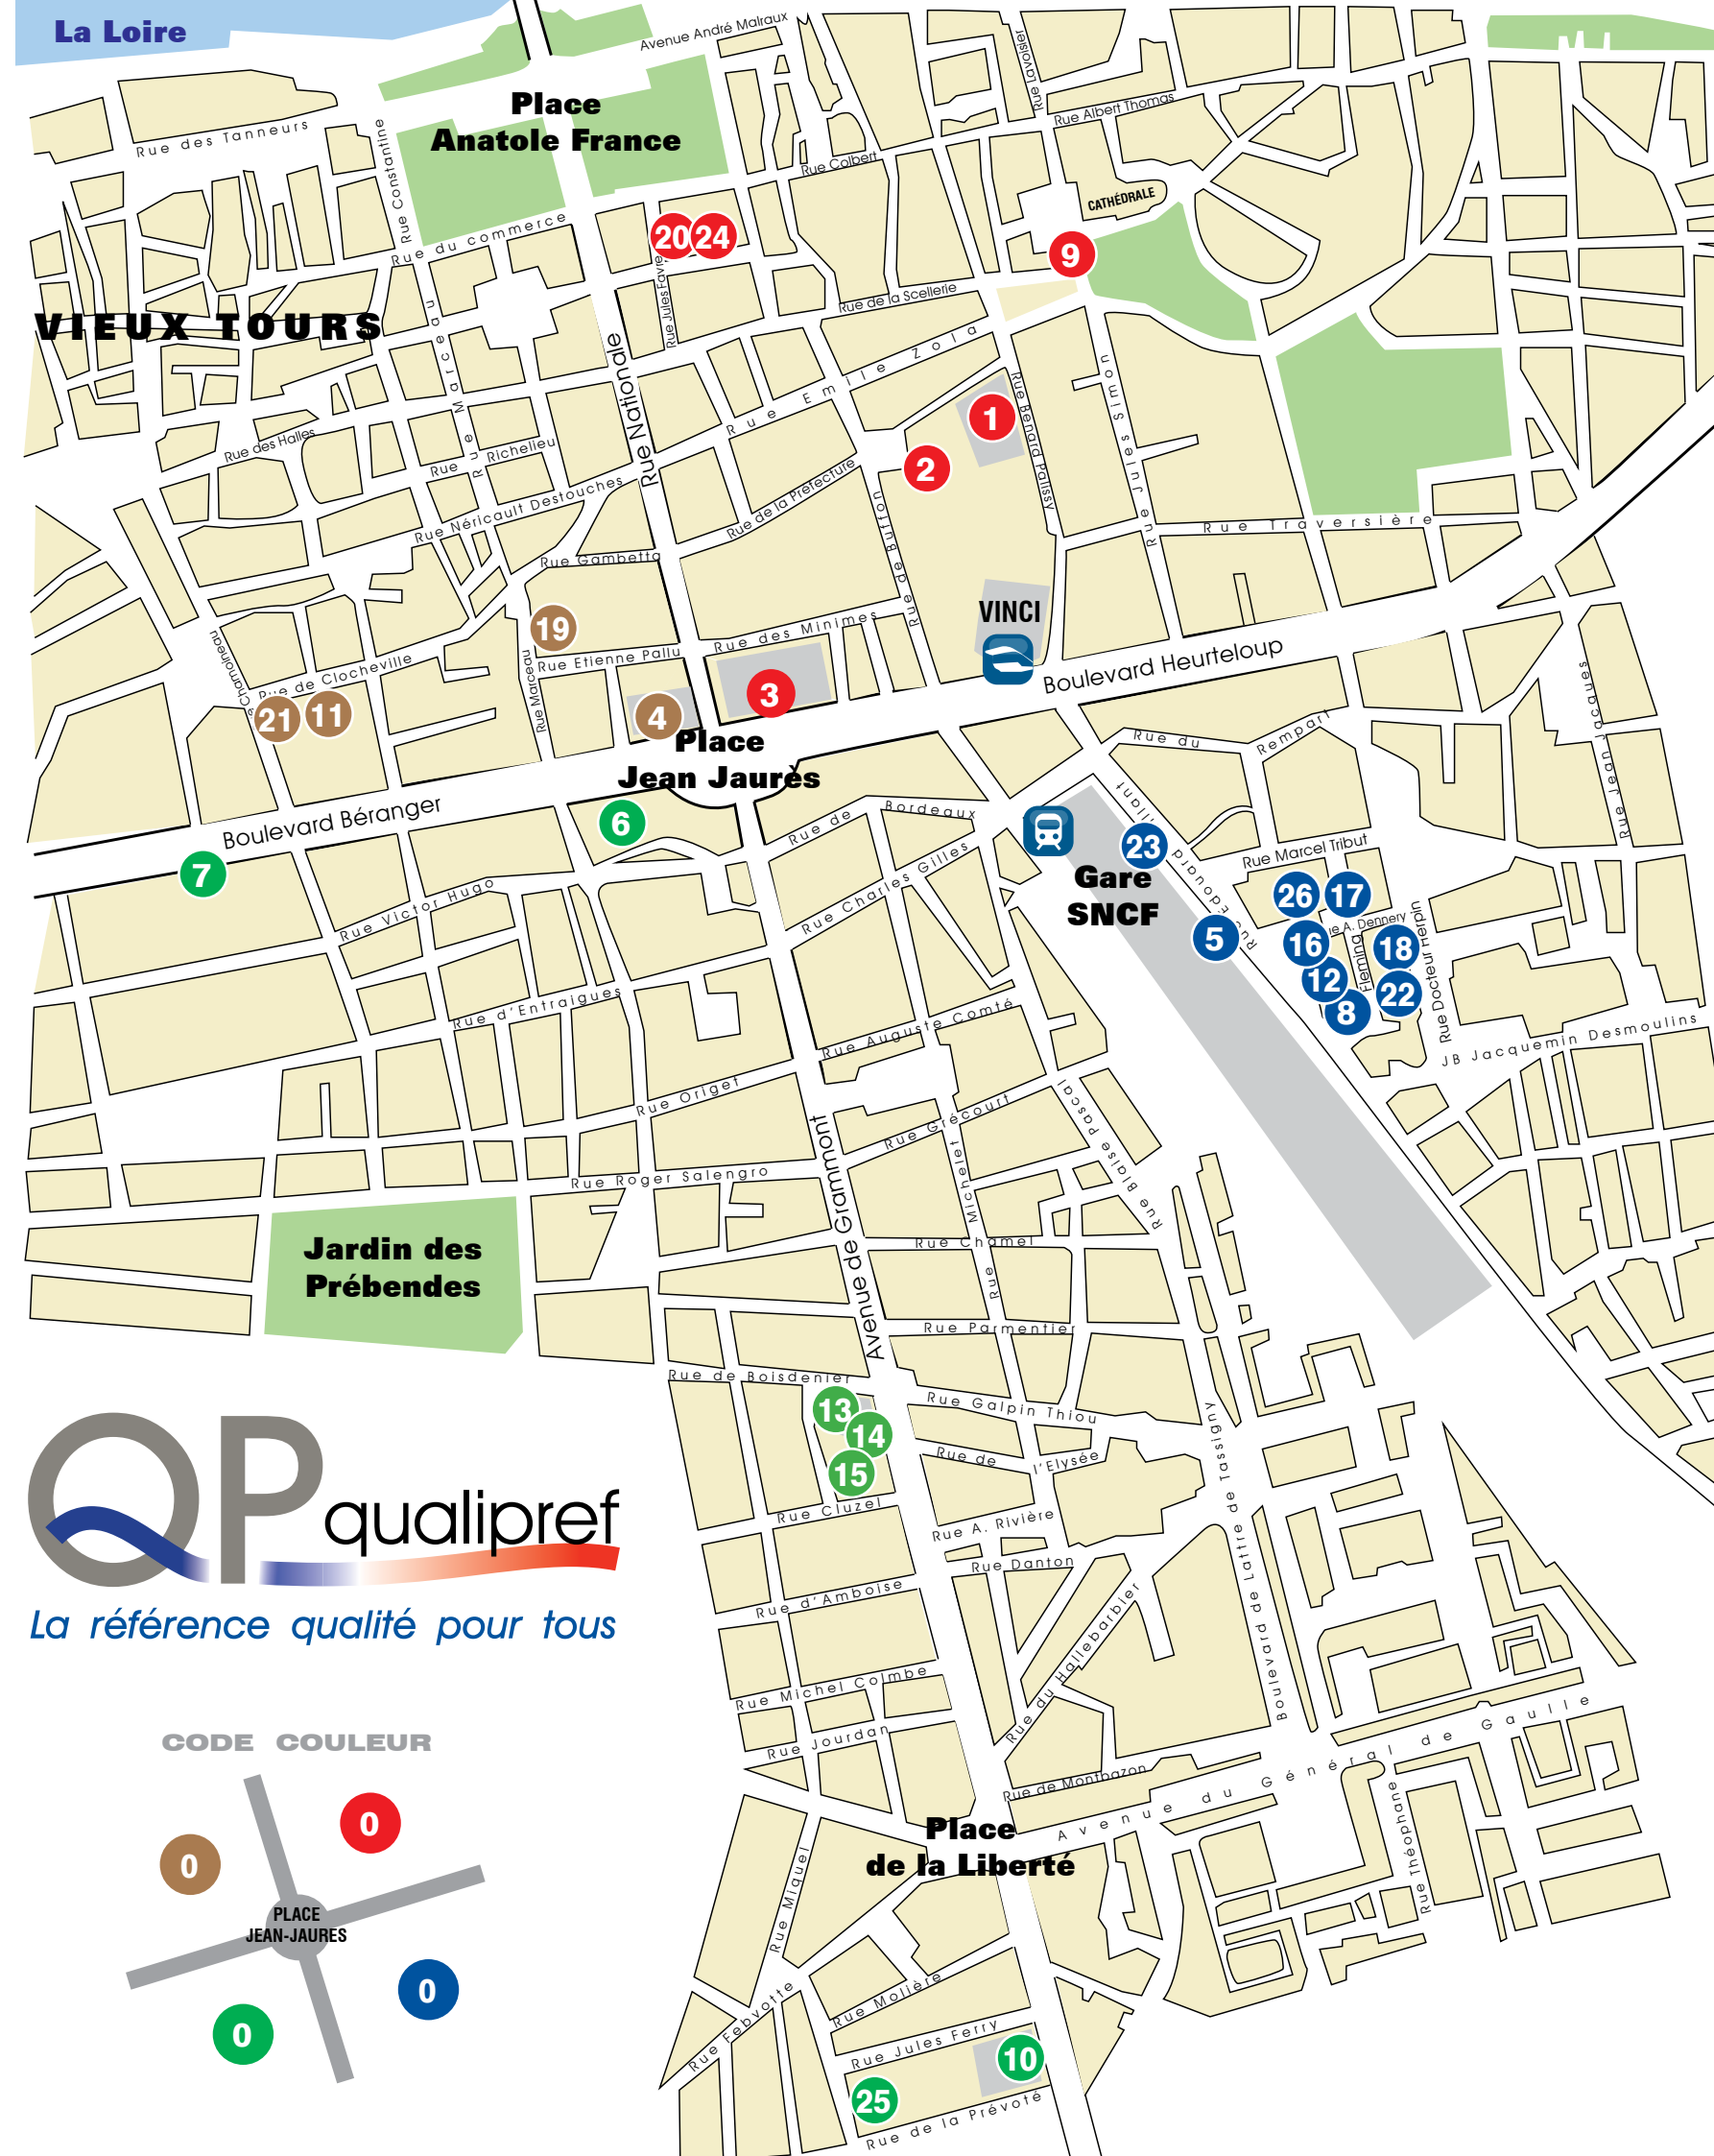 La Loire
Avenue André Malraux
Rue Lavoisier
Place
Anatole France
Rue Albert Thomas
Rue des Tanneurs
Rue Constantine
Rue Colbert
CATHÉDRALE
Rue du commerce
20
24
9
Rue Jules Favre
Rue de la Scellerie
VIEUX TOURS
Rue Marceau
Rue Nationale
Rue Emile Zola
Rue Jules Simon
1
Rue Benard Palissy
2
Rue des Halles
Rue Richelieu
Rue de la Préfecture
Rue Néricault Destouches
Rue de Buffon
Rue Traversière
Rue Gambetta
VINCI
19
Rue des Minimes
Rue Etienne Pallu
Boulevard Heurteloup
Chamoineau
Rue de Clocheville
Rue Marceau
21
11
4
3
Rue Jean Jacques
Place
Jean Jaurès
Rue du Rempart
Boulevard Béranger
6
Rue de Bordeaux
7
Rue Charles Gilles
23
Rue Edouard Vaillant
Rue Marcel Tribut
Gare
SNCF
26
17
Rue Victor Hugo
5
16
A. Dennery
18
Fleming
12
22
8
Rue Docteur Herpin
Rue d'Entraigues
Rue Auguste Comté
JB Jacquemin Desmoulins
Rue Origet
Rue Grécourt
Rue Blaise Pascal
Rue Michelet
Avenue de Grammont
Rue Roger Salengro
Jardin des
Prébendes
Rue Chamel
Rue Parmentier
Rue de Boisdenier
Rue Galpin Thiou
13
14
15
Rue de l'Elysée
Boulevard de Lattre de Tassigny
QP qualipref
Rue Cluzel
Rue A. Rivière
Rue Danton
La référence qualité pour tous
Rue d'Amboise
Rue du Hallebarbier
Rue Michel Colmbe
Rue Jourdan
CODE COULEUR
Rue de Montbazon
Avenue du Général de Gaulle
0
0
PLACE
JEAN-JAURES
0
0
Place
de la Liberté
Rue Théophane
Rue Miquel
Rue Febvotte
Rue Molière
Rue Jules Ferry
10
25
Rue de la Prévoté